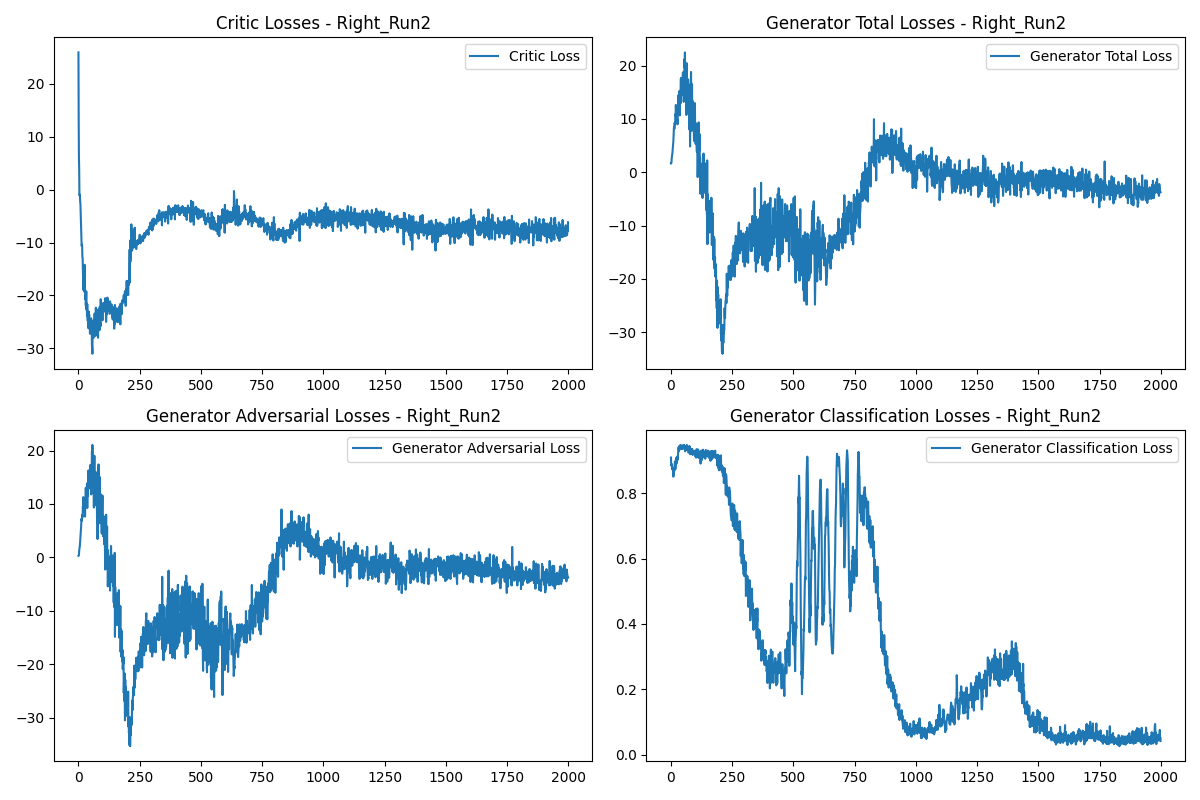 Critic Losses - Right_Run2
Critic Loss
20
10
0
−10
−20
−30
0 250 500 750 1000 1250 1500 1750 2000
Generator Total Losses - Right_Run2
Generator Total Loss
20
10
0
−10
−20
−30
0 250 500 750 1000 1250 1500 1750 2000
Generator Adversarial Losses - Right_Run2
Generator Adversarial Loss
20
10
0
−10
−20
−30
0 250 500 750 1000 1250 1500 1750 2000
Generator Classification Losses - Right_Run2
Generator Classification Loss
0.8
0.6
0.4
0.2
0.0
0 250 500 750 1000 1250 1500 1750 2000